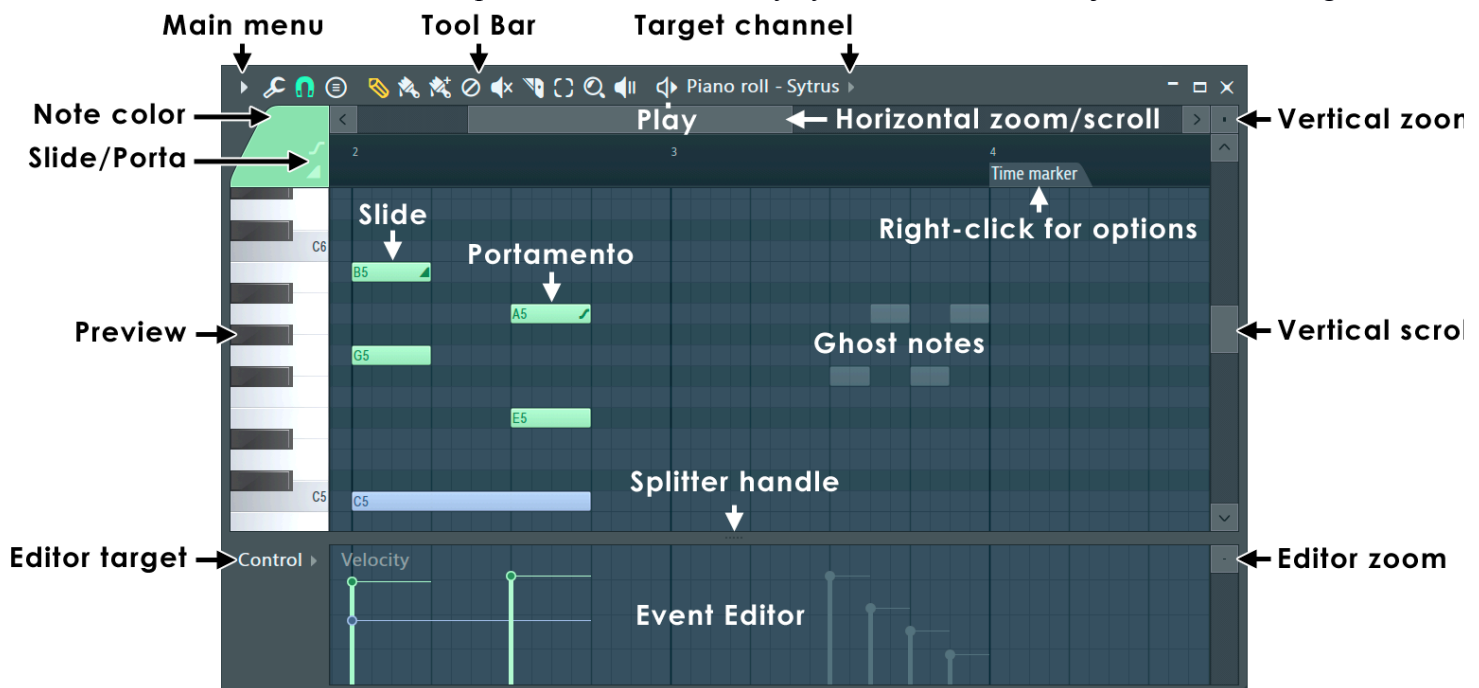 Main menu
Tool Bar
Target channel
Piano roll - Sytrus
Note color
Play
Horizontal zoom/scroll
Vertical zoon
Slide/Porta
2
3
4
Time marker
Slide
Right-click for options
C6
Portamento
B5
A5
Preview
Ghost notes
Vertical scrol
G5
E5
Splitter handle
C5
C5
Editor target
Control
Velocity
Editor zoom
Event Editor